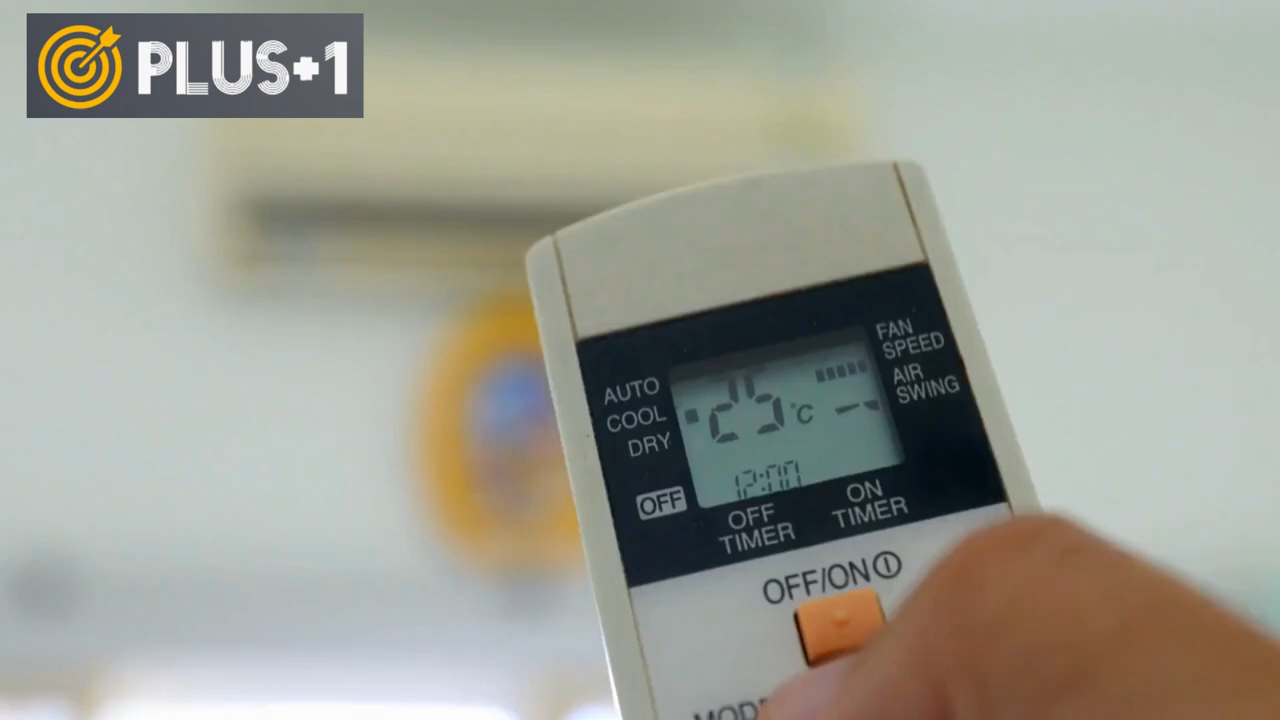 PLUS+1
FAN
SPEED
AIR
SWING
AUTO
COOL
DRY
25°C
12:00
OFF
OFF
TIMER
ON
TIMER
OFF/ON
MODE